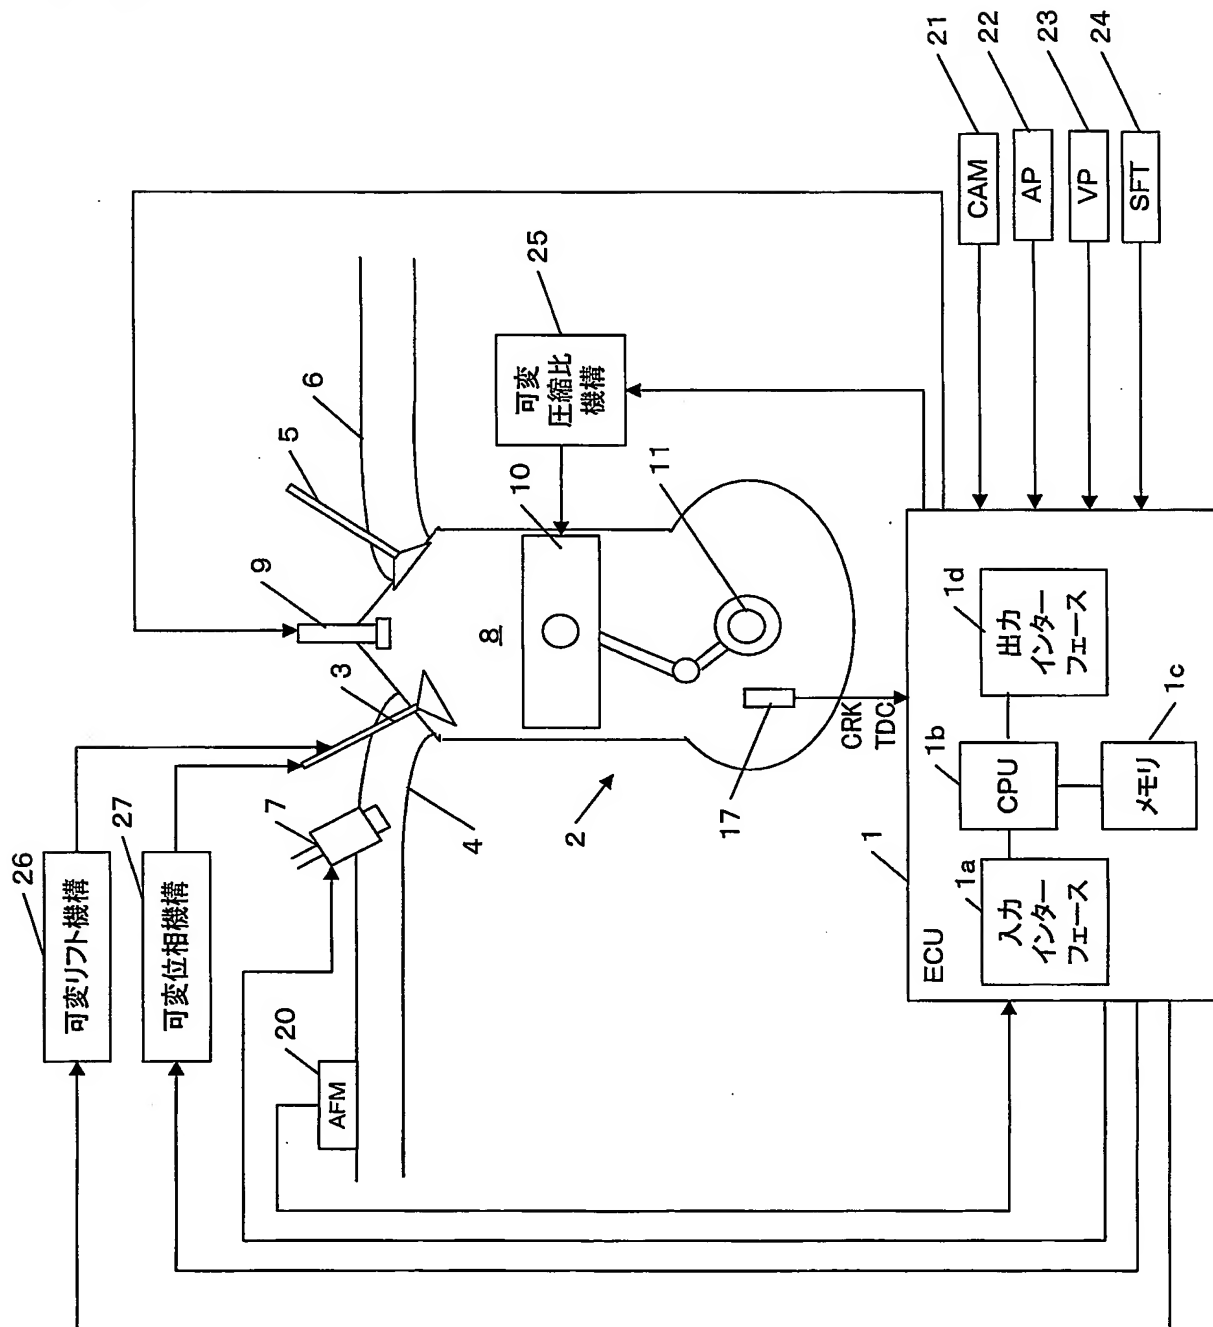 26
可変リフト機構
27
可変位相機構
20
AFM
7
3
9
5
6
4
8
10
25
可変
圧縮比
機構
2
11
17
CRK
TDC
1
ECU
1a
入力
インター
フェース
1b
CPU
1c
メモリ
1d
出力
インター
フェース
CAM
21
AP
22
VP
23
SFT
24